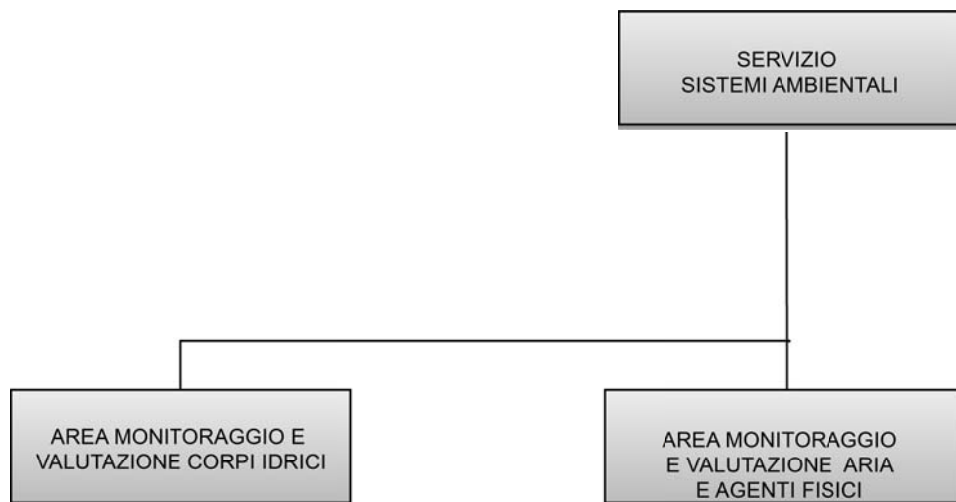 SERVIZIO
SISTEMI AMBIENTALI
AREA MONITORAGGIO E
VALUTAZIONE CORPI IDRICI
AREA MONITORAGGIO
E VALUTAZIONE ARIA
E AGENTI FISICI